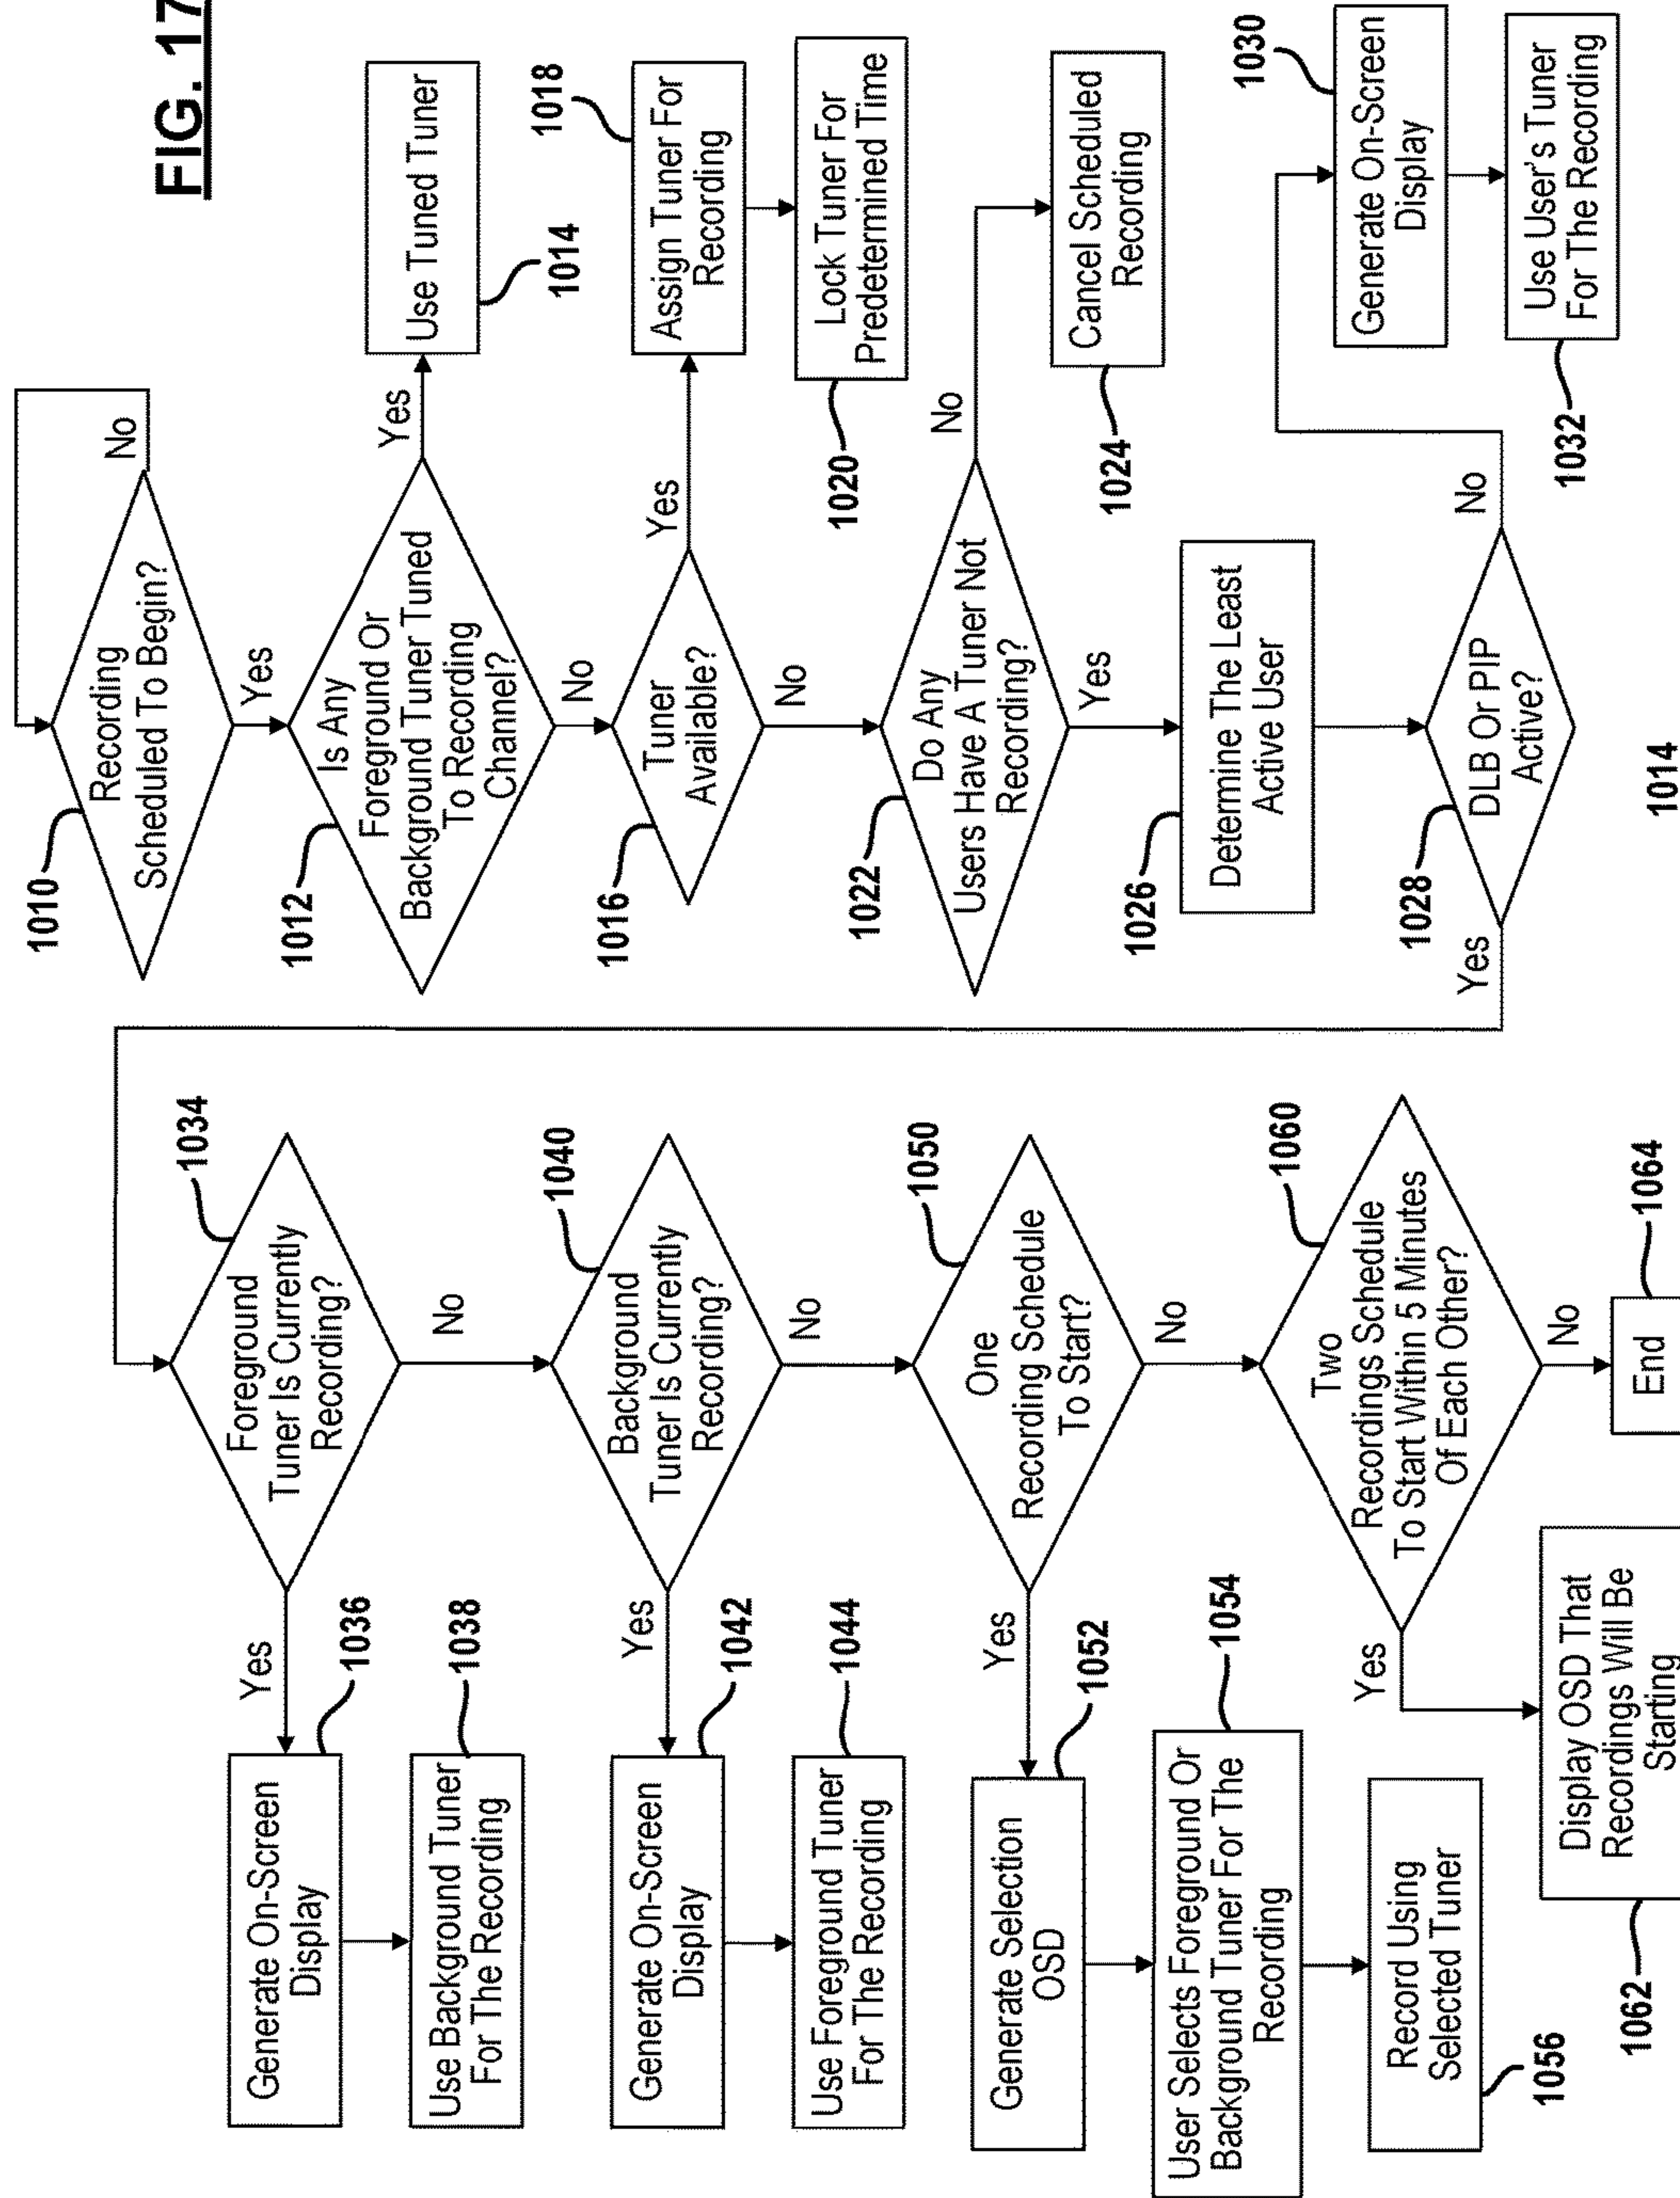 FIG. 17
1010
Recording
Scheduled To Begin?
No
Yes
1012
Is Any
Foreground Or
Background Tuner Tuned
To Recording
Channel?
Yes
Use Tuned Tuner
1014
No
1016
Tuner
Available?
Yes
1018
Assign Tuner For
Recording
Lock Tuner For
Predetermined Time
1020
No
1022
Do Any
Users Have A Tuner Not
Recording?
No
Cancel Scheduled
Recording
1024
Yes
1026
Determine The Least
Active User
1028
DLB Or PIP
Active?
No
1030
Generate On-Screen
Display
Use User's Tuner
For The Recording
1032
Yes
1014
1034
Foreground
Tuner Is Currently
Recording?
Yes
Generate On-Screen
Display
1036
Use Background Tuner
For The Recording
1038
No
1040
Background
Tuner Is Currently
Recording?
Yes
Generate On-Screen
Display
1042
Use Foreground Tuner
For The Recording
1044
No
1050
One
Recording Schedule
To Start?
Yes
Generate Selection
OSD
1052
User Selects Foreground Or
Background Tuner For The
Recording
1054
Record Using
Selected Tuner
1056
No
1060
Two
Recordings Schedule
To Start Within 5 Minutes
Of Each Other?
Yes
Display OSD That
Recordings Will Be
Starting
1062
No
End
1064